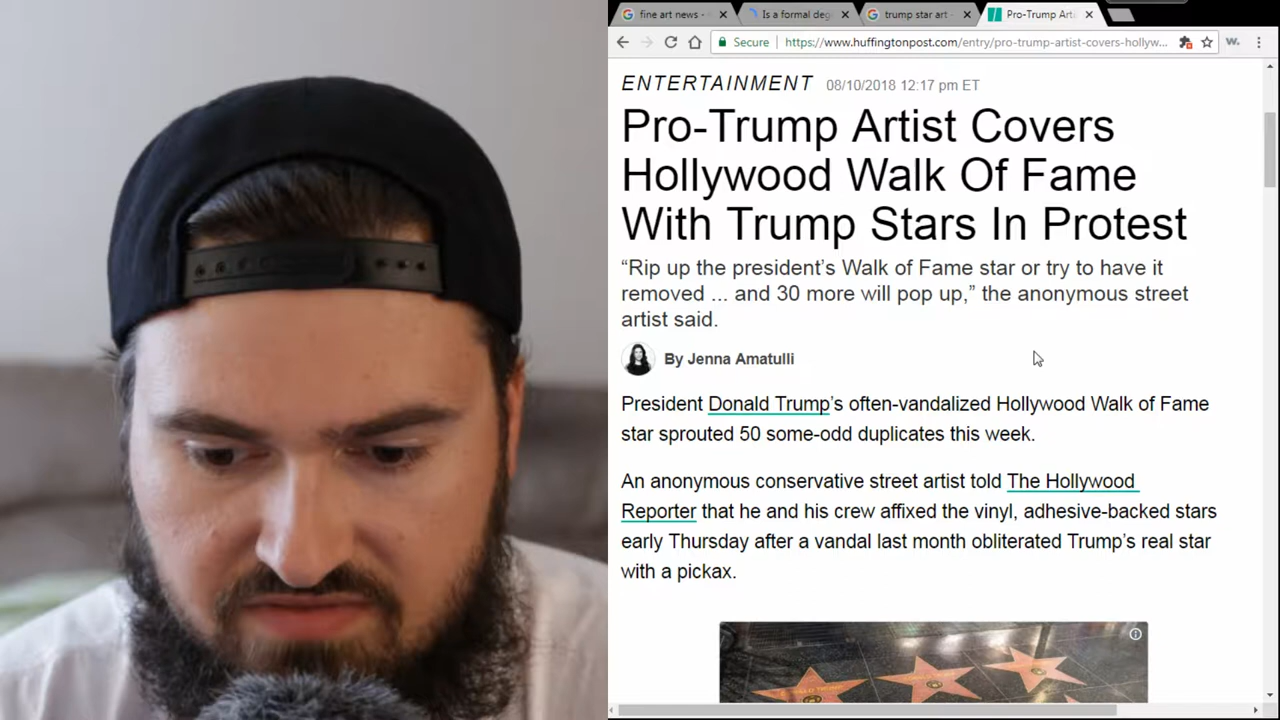 fine art news -
Is a formal deg
trump star art -
Pro-Trump Arti
Secure
https://www.huffingtonpost.com/entry/pro-trump-artist-covers-hollyw...
W.
ENTERTAINMENT 08/10/2018 12:17 pm ET
Pro-Trump Artist Covers
Hollywood Walk Of Fame
With Trump Stars In Protest
“Rip up the president’s Walk of Fame star or try to have it
removed ... and 30 more will pop up,” the anonymous street
artist said.
By Jenna Amatulli
President Donald Trump’s often-vandalized Hollywood Walk of Fame
star sprouted 50 some-odd duplicates this week.
An anonymous conservative street artist told The Hollywood
Reporter that he and his crew affixed the vinyl, adhesive-backed stars
early Thursday after a vandal last month obliterated Trump’s real star
with a pickax.